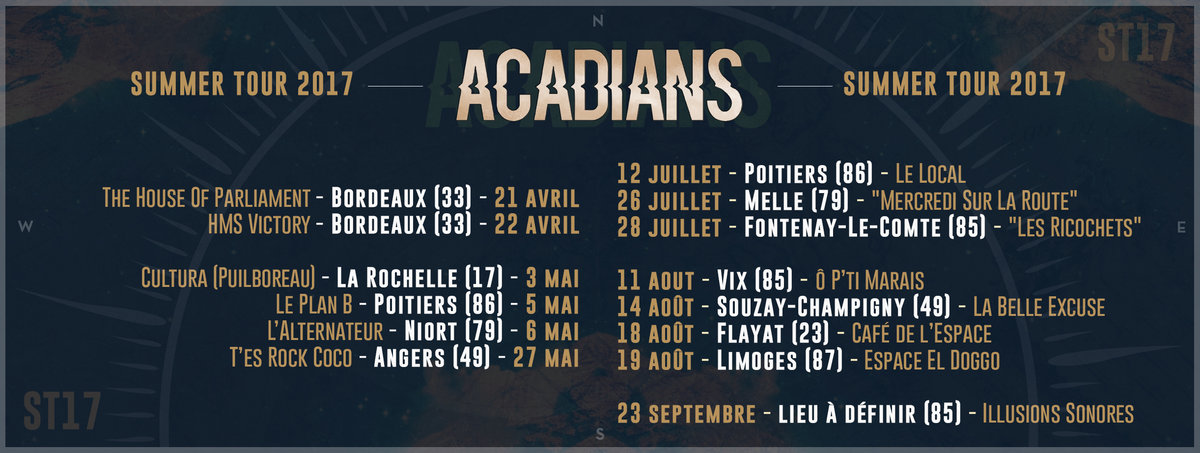 N
ST17
ACADIANS
SUMMER TOUR 2017
SUMMER TOUR 2017
The House Of Parliament - Bordeaux (33) - 21 AVRIL
HMS Victory - Bordeaux (33) - 22 AVRIL
Cultura (Puilboreau) - La Rochelle (17) - 3 MAI
Le Plan B - Poitiers (86) - 5 MAI
L'Alternateur - Niort (79) - 6 MAI
T'es Rock Coco - Angers (49) - 27 MAI
12 JUILLET - Poitiers (86) - Le Local
26 JUILLET - Melle (79) - "Mercredi Sur La Route"
28 JUILLET - Fontenay-Le-Comte (85) - "Les Ricochets"
11 AOUT - Vix (85) - Ô P'ti Marais
14 AOÛT - Souzay-Champigny (49) - La Belle Excuse
18 AOÛT - Flayat (23) - Café de l'Espace
19 AOÛT - Limoges (87) - Espace El Doggo
23 SEPTEMBRE - lieu à définir (85) - Illusions Sonores
W
E
ST17
S